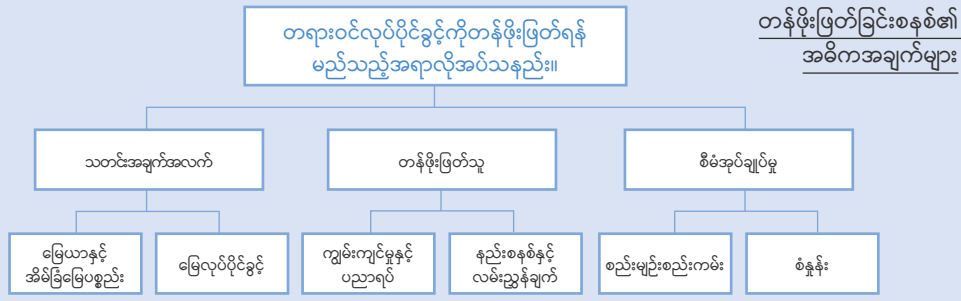 တန်ဖိုးဖြတ်ခြင်းစနစ်၏
အဓိကအချက်များ
တရားဝင်လုပ်ပိုင်ခွင့်ကိုတန်ဖိုးဖြတ်ရန်
မည်သည့်အရာလိုအပ်သနည်း။
သတင်းအချက်အလက်
တန်ဖိုးဖြတ်သူ
စီမံအုပ်ချုပ်မှု
မြေယာနှင့်
အိမ်ခြံမြေပစ္စည်း
မြေလုပ်ပိုင်ခွင့်
ကျွမ်းကျင်မှုနှင့်
ပညာရပ်
နည်းစနစ်နှင့်
လမ်းညွှန်ချက်
စည်းမျဉ်းစည်းကမ်း
စံနှုန်း